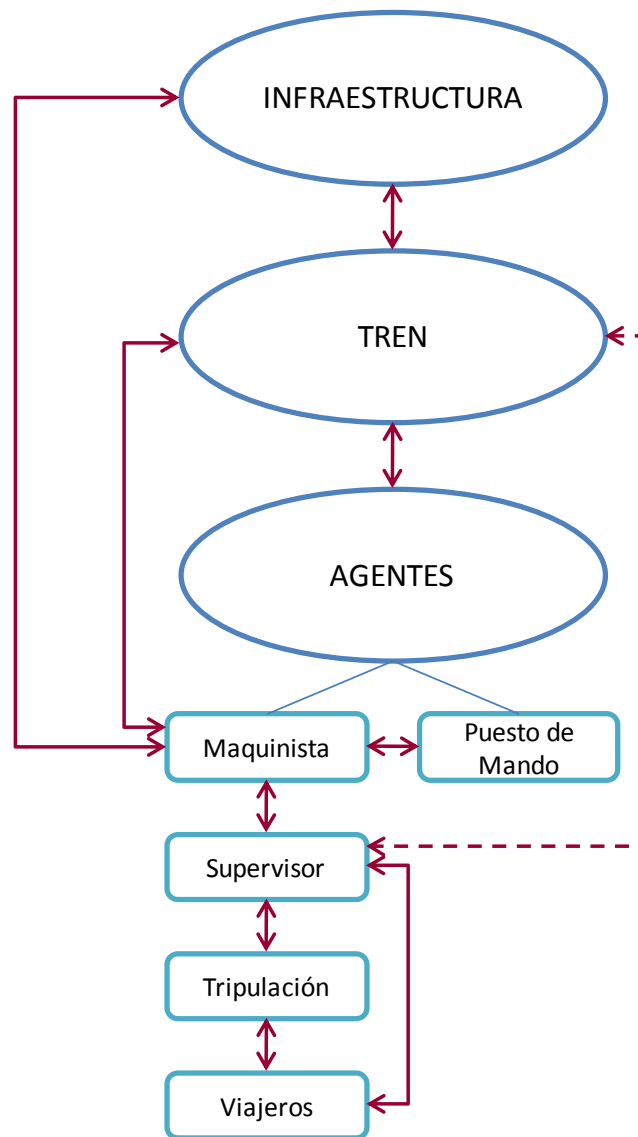 INFRAESTRUCTURA
TREN
AGENTES
Maquinista
Puesto de
Mando
Supervisor
Tripulación
Viajeros